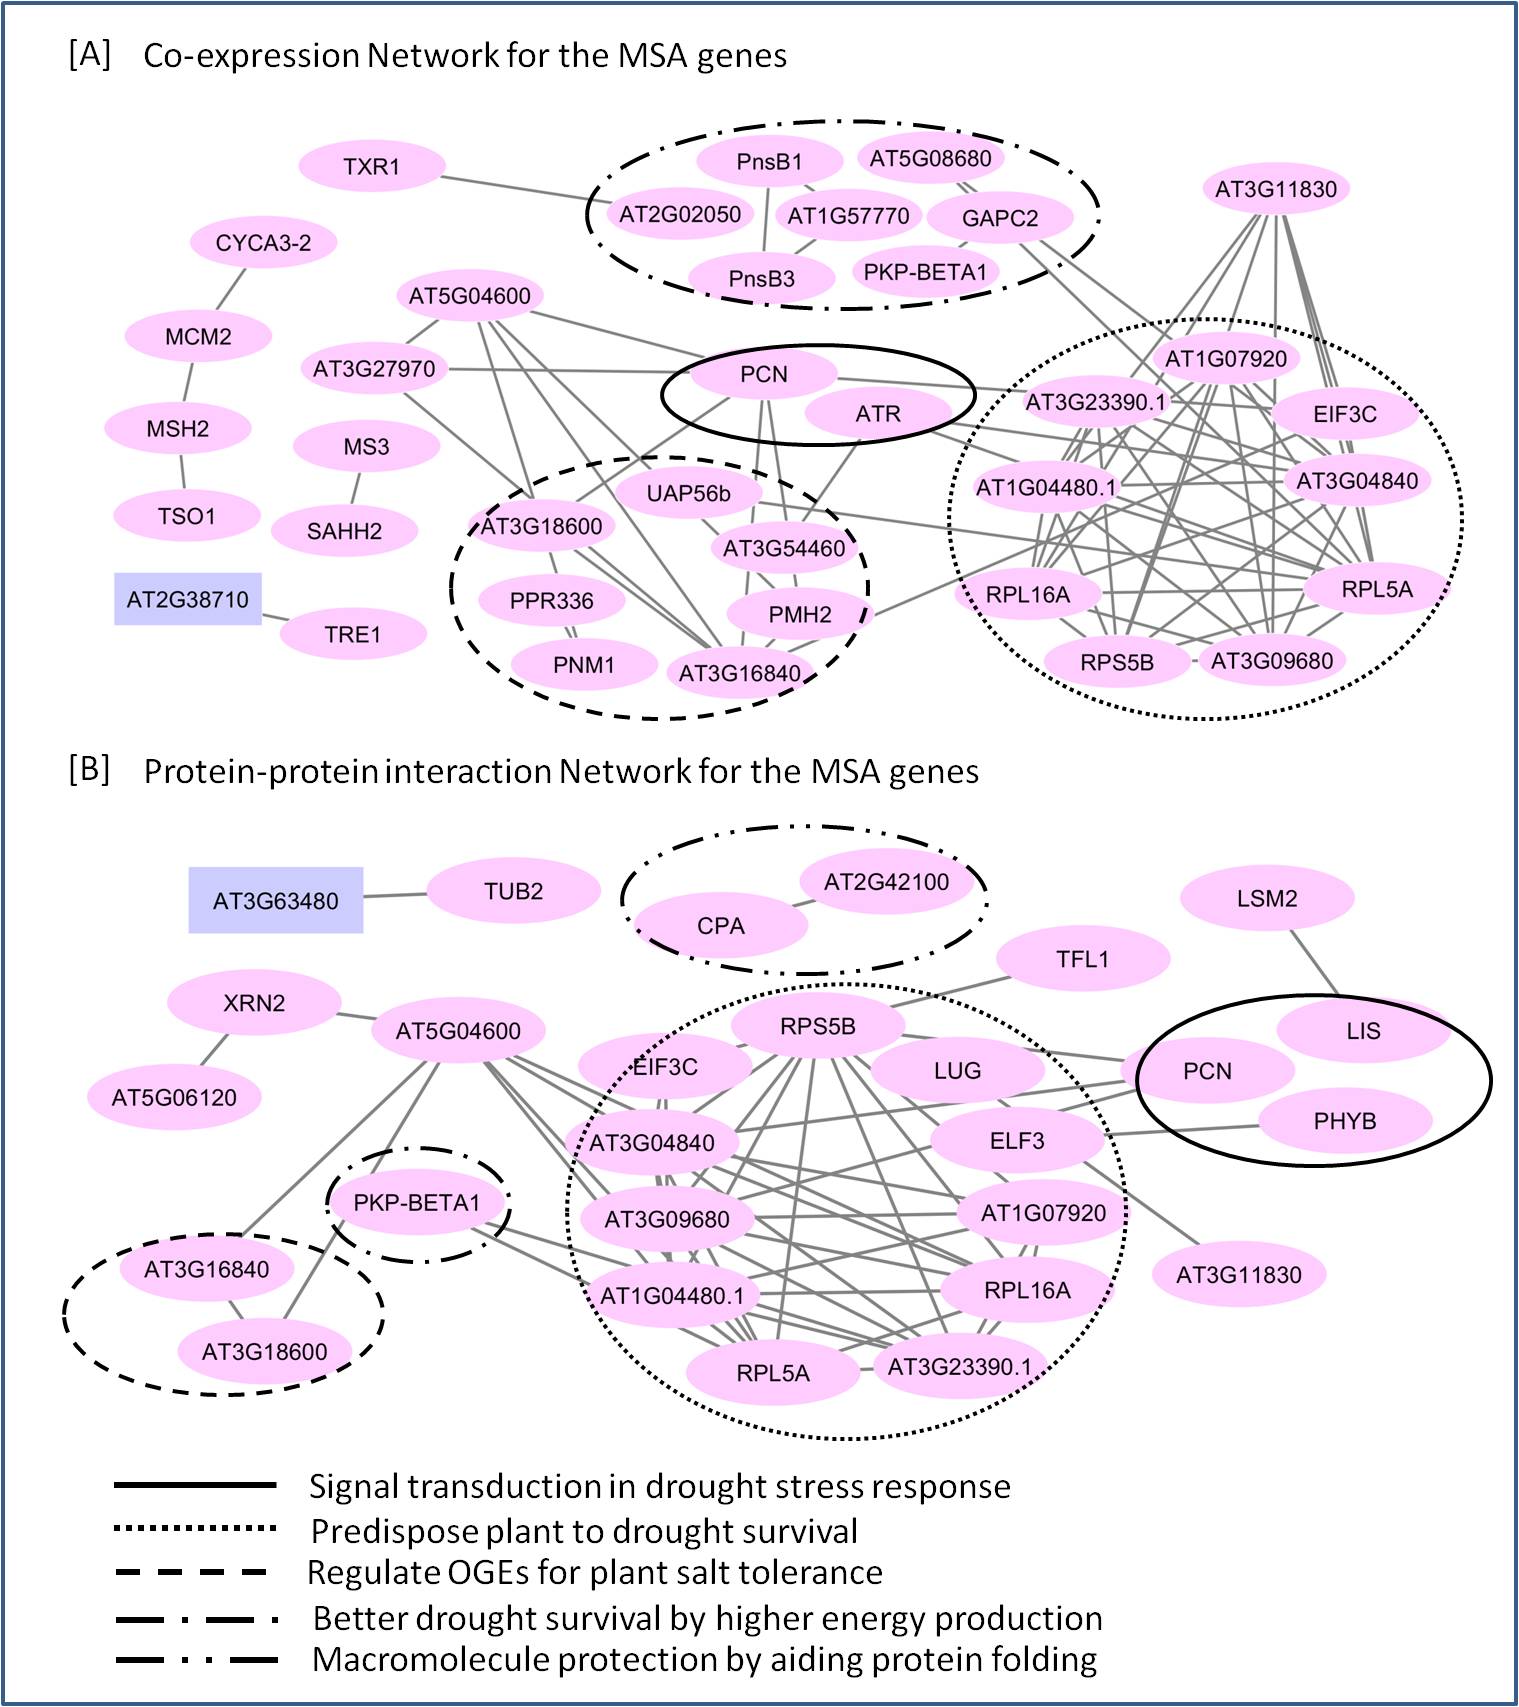 [A] Co-expression Network for the MSA genes
TXR1
PnsB1
AT5G08680
AT3G11830
AT2G02050
AT1G57770
GAPC2
CYCA3-2
PnsB3
PKP-BETA1
AT5G04600
MCM2
AT3G27970
PCN
AT1G07920
AT3G23390.1
ATR
EIF3C
MSH2
MS3
AT1G04480.1
AT3G04840
UAP56b
TSO1
SAHH2
AT3G18600
AT3G54460
AT2G38710
PPR336
RPL16A
RPL5A
TRE1
PMH2
PNM1
AT3G16840
RPS5B
AT3G09680
[B] Protein-protein interaction Network for the MSA genes
AT3G63480
TUB2
AT2G42100
CPA
LSM2
TFL1
XRN2
AT5G04600
RPS5B
LIS
EIF3C
LUG
PCN
AT5G06120
PHYB
AT3G04840
ELF3
PKP-BETA1
AT3G09680
AT1G07920
AT3G16840
AT1G04480.1
RPL16A
AT3G11830
AT3G18600
RPL5A
AT3G23390.1
Signal transduction in drought stress response
Predispose plant to drought survival
Regulate OGEs for plant salt tolerance
Better drought survival by higher energy production
Macromolecule protection by aiding protein folding